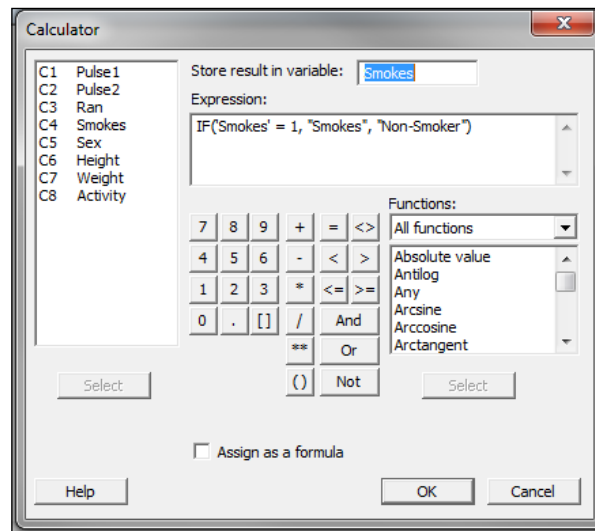 Calculator
C1 Pulse1
C2 Pulse2
C3 Ran
C4 Smokes
C5 Sex
C6 Height
C7 Weight
C8 Activity
Select
Store result in variable: Smokes
Expression:
IF('Smokes' = 1, "Smokes", "Non-Smoker")
7 8 9 + = <>
4 5 6 - < >
1 2 3 * <= >=
0 . [] / And
** Or
() Not
Functions:
All functions
Absolute value
Antilog
Any
Arcsine
Arccosine
Arctangent
Select
Assign as a formula
Help
OK
Cancel